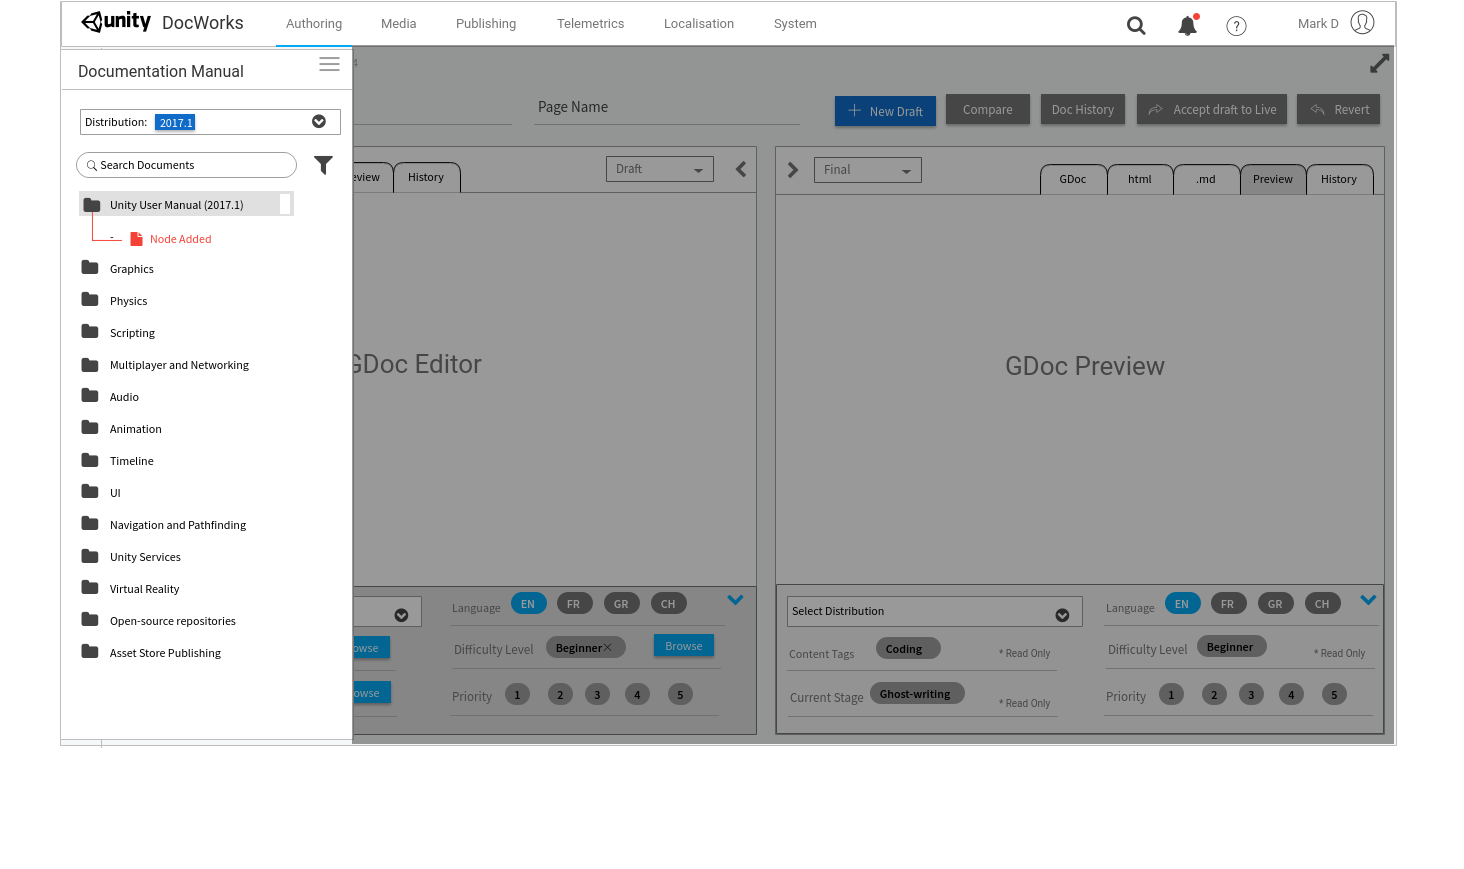 unity DocWorks
Authoring
Media
Publishing
Telemetrics
Localisation
System
?
Mark D
Documentation Manual
4
Distribution: 2017.1
Search Documents
Unity User Manual (2017.1)
- Node Added
Graphics
Physics
Scripting
Multiplayer and Networking
Audio
Animation
Timeline
UI
Navigation and Pathfinding
Unity Services
Virtual Reality
Open-source repositories
Asset Store Publishing
Page Name
New Draft
Compare
Doc History
Accept draft to Live
Revert
eview
History
Draft
GDoc Editor
Language
EN
FR
GR
CH
owse
Difficulty Level
Beginner
Browse
owse
Priority
1
2
3
4
5
Final
GDoc
html
.md
Preview
History
GDoc Preview
Select Distribution
Language
EN
FR
GR
CH
Content Tags
Coding
* Read Only
Difficulty Level
Beginner
* Read Only
Current Stage
Ghost-writing
* Read Only
Priority
1
2
3
4
5